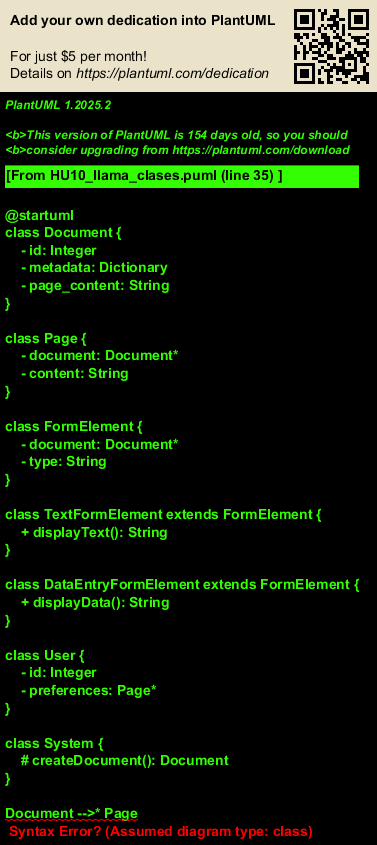 Add your own dedication into PlantUML
For just $5 per month!
Details on https://plantuml.com/dedication
PlantUML 1.2025.2
<b>This version of PlantUML is 154 days old, so you should
<b>consider upgrading from https://plantuml.com/download
[From HU10_llama_clases.puml (line 35) ]
@startuml
class Document {
- id: Integer
- metadata: Dictionary
- page_content: String
}
class Page {
- document: Document*
- content: String
}
class FormElement {
- document: Document*
- type: String
}
class TextFormElement extends FormElement {
+ displayText(): String
}
class DataEntryFormElement extends FormElement {
+ displayData(): String
}
class User {
- id: Integer
- preferences: Page*
}
class System {
# createDocument(): Document
}
Document -->* Page
Syntax Error? (Assumed diagram type: class)